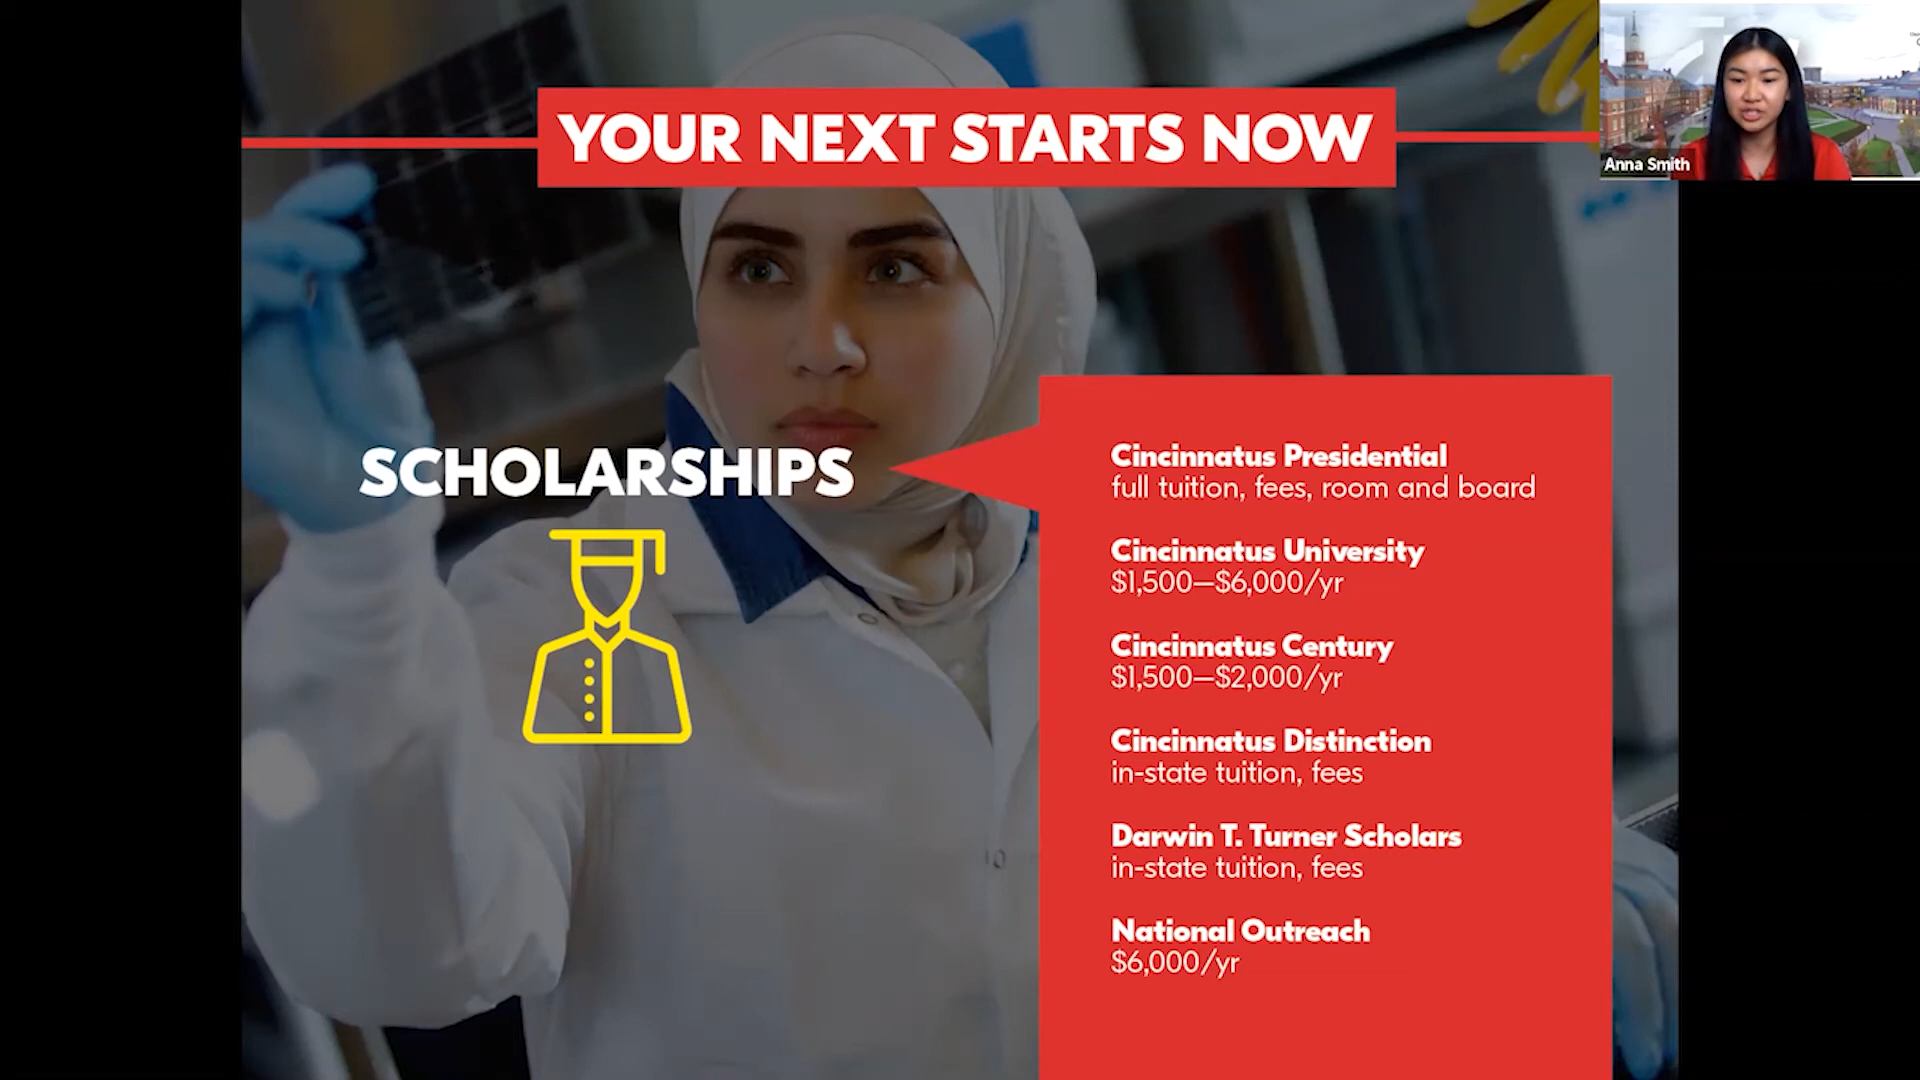 YOUR NEXT STARTS NOW
Anna Smith
SCHOLARSHIPS
Cincinnatus Presidential
full tuition, fees, room and board
Cincinnatus University
$1,500—$6,000/yr
Cincinnatus Century
$1,500—$2,000/yr
Cincinnatus Distinction
in-state tuition, fees
Darwin T. Turner Scholars
in-state tuition, fees
National Outreach
$6,000/yr